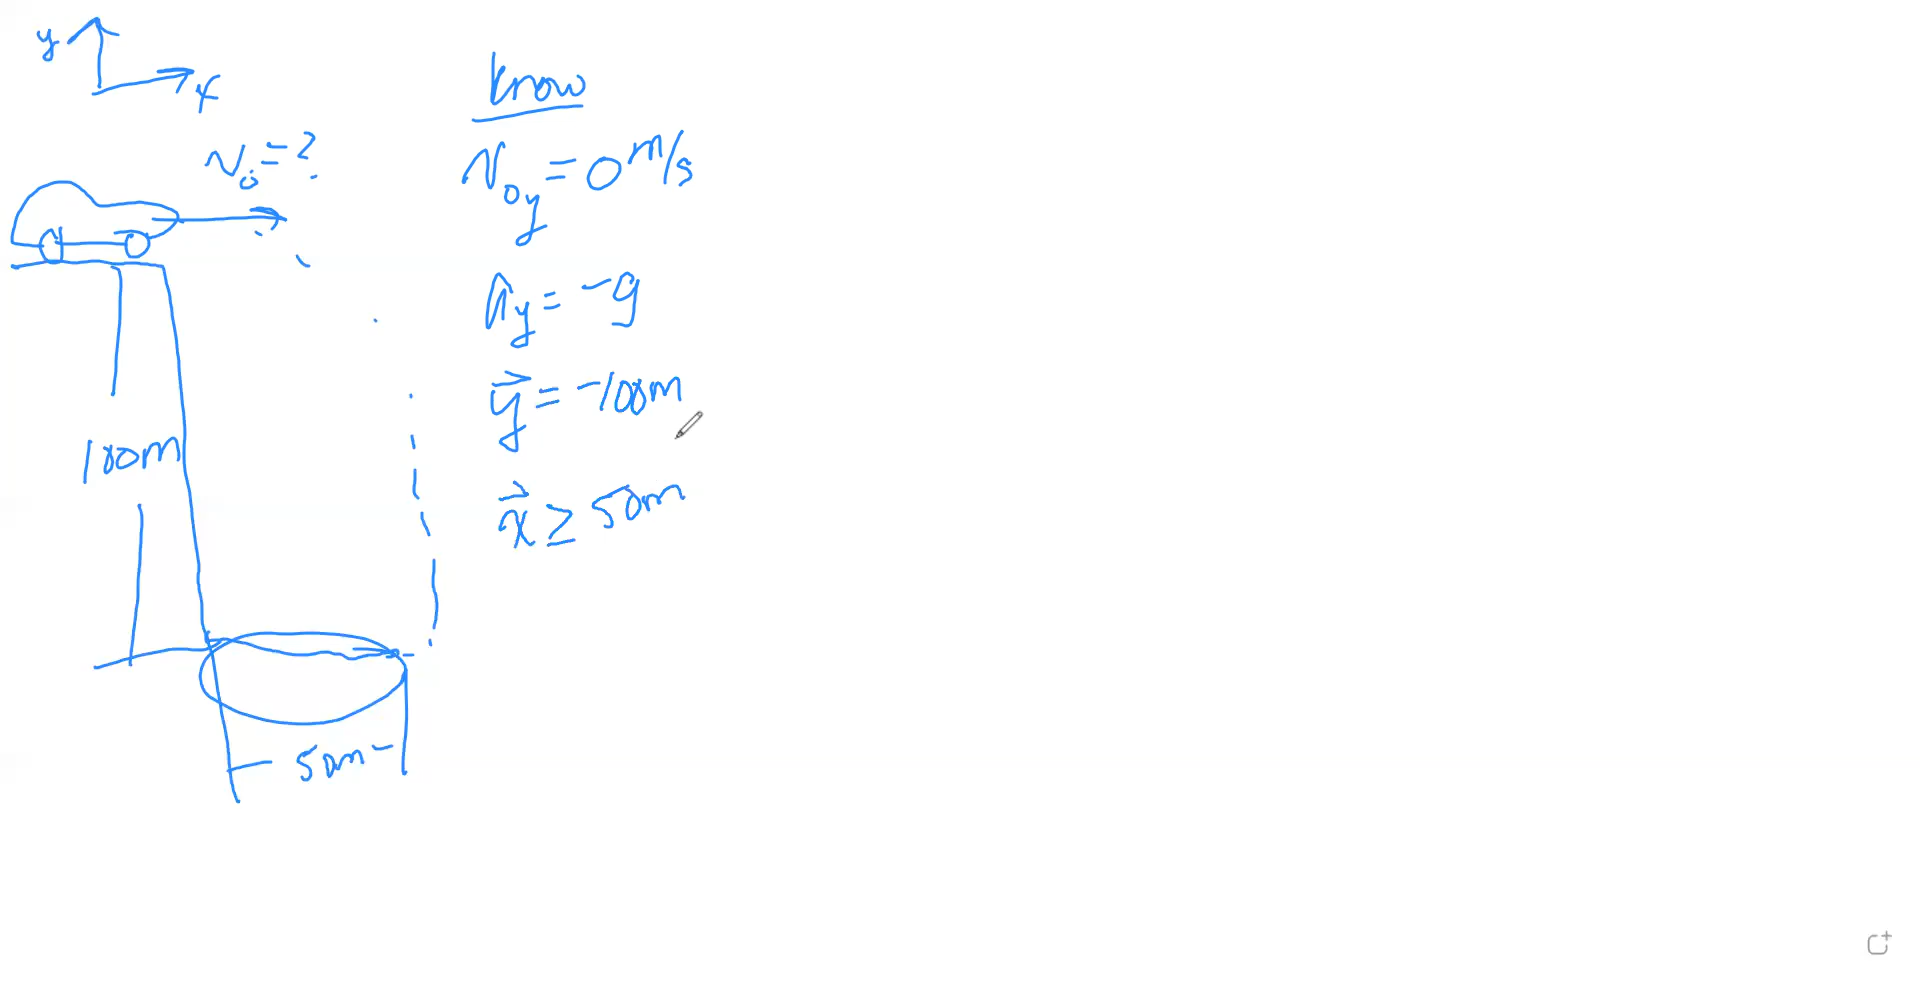 y
x
v₀ = ?
100m
50m
Know
v₀y = 0 m/s
ay = -g
y⃗ = -100m
x⃗ ≥ 50m